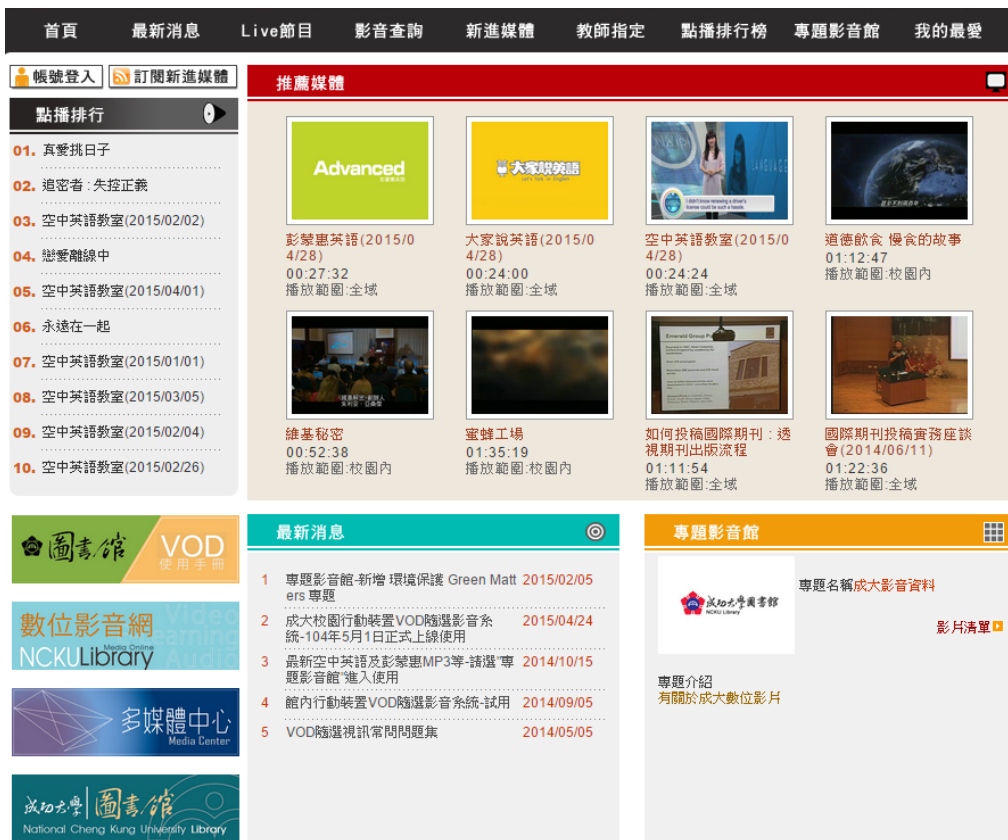 首頁 最新消息 Live節目 影音查詢 新進媒體 教師指定 點播排行榜 專題影音館 我的最愛
帳號登入 訂閱新進媒體
點播排行
01. 真愛挑日子
02. 追密者 : 失控正義
03. 空中英語教室(2015/02/02)
04. 戀愛離線中
05. 空中英語教室(2015/04/01)
06. 永遠在一起
07. 空中英語教室(2015/01/01)
08. 空中英語教室(2015/03/05)
09. 空中英語教室(2015/02/04)
10. 空中英語教室(2015/02/26)
圖書館 VOD
使用手冊
數位影音網
NCKULibrary
Media Online
Video
Learning
Audio
多媒體中心
Media Center
成功大學 圖書館
National Cheng Kung University Library
推薦媒體
Advanced
彭蒙惠英語(2015/0
4/28)
00:27:32
播放範圍:全域
大家說英語
Let's Talk in English
大家說英語(2015/0
4/28)
00:24:00
播放範圍:全域
I didn't know renewing a driver's
license could be such a hassle.
空中英語教室(2015/0
4/28)
00:24:24
播放範圍:全域
道德飲食 慢食的故事
01:12:47
播放範圍:校園內
維基秘密
00:52:38
播放範圍:校園內
蜜蜂工場
01:35:19
播放範圍:校園內
Emerald Group Pu
如何投稿國際期刊 : 透
視期刊出版流程
01:11:54
播放範圍:全域
國際期刊投稿實務座談
會(2014/06/11)
01:22:36
播放範圍:全域
最新消息
1 專題影音館-新增 環境保護 Green Matt 2015/02/05
ers 專題
2 成大校園行動裝置VOD隨選影音系 2015/04/24
統-104年5月1日正式上線使用
3 最新空中英語及彭蒙惠MP3等-請選"專 2014/10/15
題影音館"進入使用
4 館內行動裝置VOD隨選影音系統-試用 2014/09/05
5 VOD隨選視訊常問問題集 2014/05/05
專題影音館
成功大學圖書館
NCKU Library
專題名稱成大影音資料
影片清單
專題介紹
有關於成大數位影片